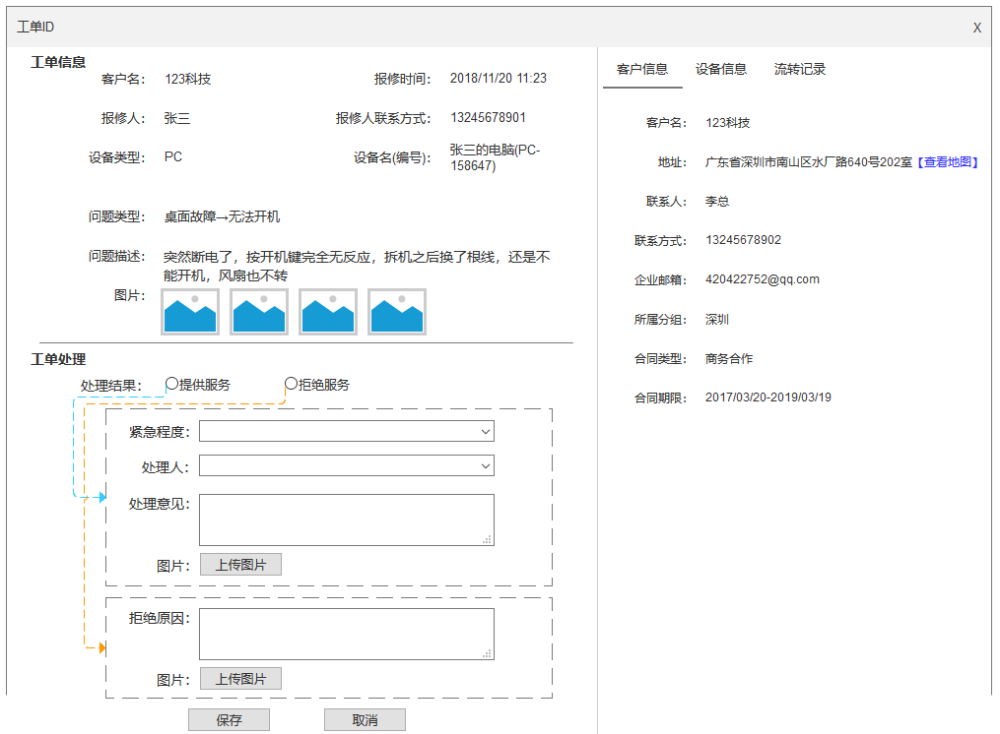 工单ID
X
工单信息
客户名： 123科技 报修时间： 2018/11/20 11:23
报修人： 张三 报修人联系方式： 13245678901
设备类型： PC 设备名(编号)： 张三的电脑(PC-
158647)
问题类型： 桌面故障→无法开机
问题描述： 突然断电了，按开机键完全无反应，拆机之后换了根线，还是不
能开机，风扇也不转
图片：
工单处理
处理结果： 提供服务 拒绝服务
紧急程度：
处理人：
处理意见：
图片： 上传图片
拒绝原因：
图片： 上传图片
保存 取消
客户信息 设备信息 流转记录
客户名： 123科技
地址： 广东省深圳市南山区水厂路640号202室【查看地图】
联系人： 李总
联系方式： 13245678902
企业邮箱： 420422752@qq.com
所属分组： 深圳
合同类型： 商务合作
合同期限： 2017/03/20-2019/03/19